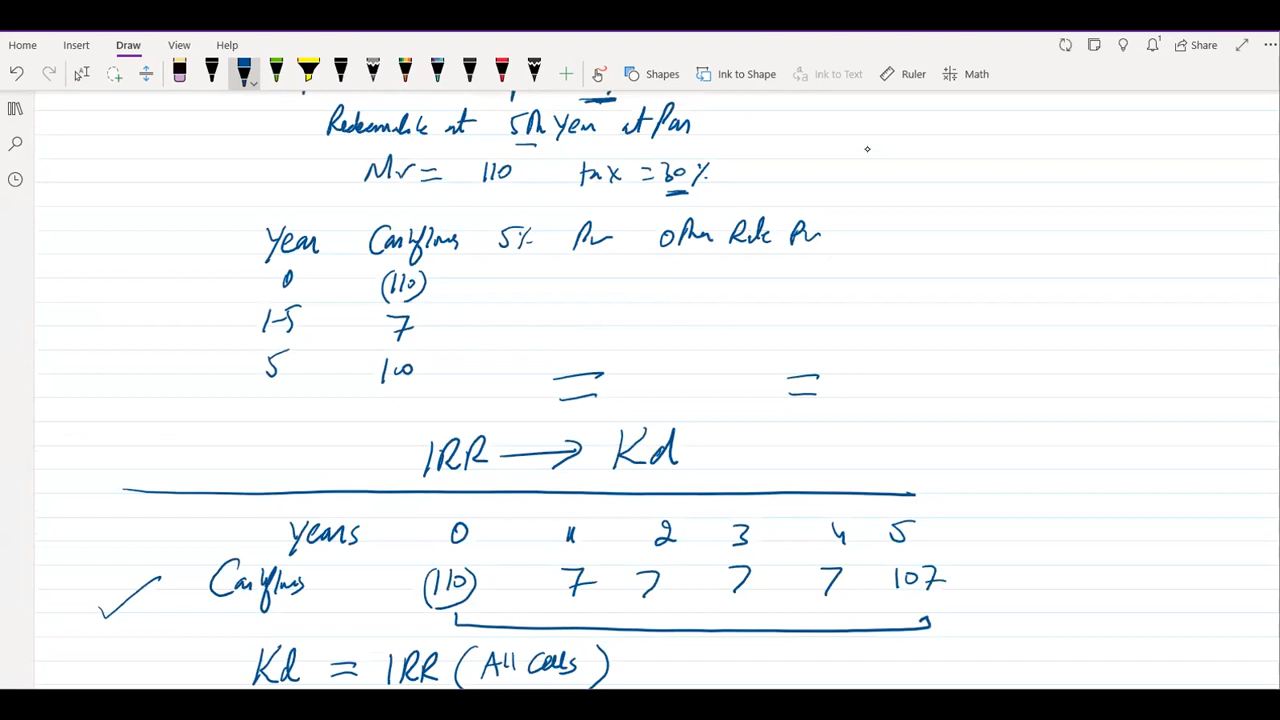 Home Insert Draw View Help Share
Shapes Ink to Shape Ink to Text Ruler Math
Redeemable at 5th year at Par
MV = 110 tax = 30%
Year Cashflows 5% PV other Rate PV
0 (110)
1-5 7
5 100
= =
IRR → Kd
Years 0 1 2 3 4 5
Cashflows (110) 7 7 7 7 107
Kd = IRR (All Cells)